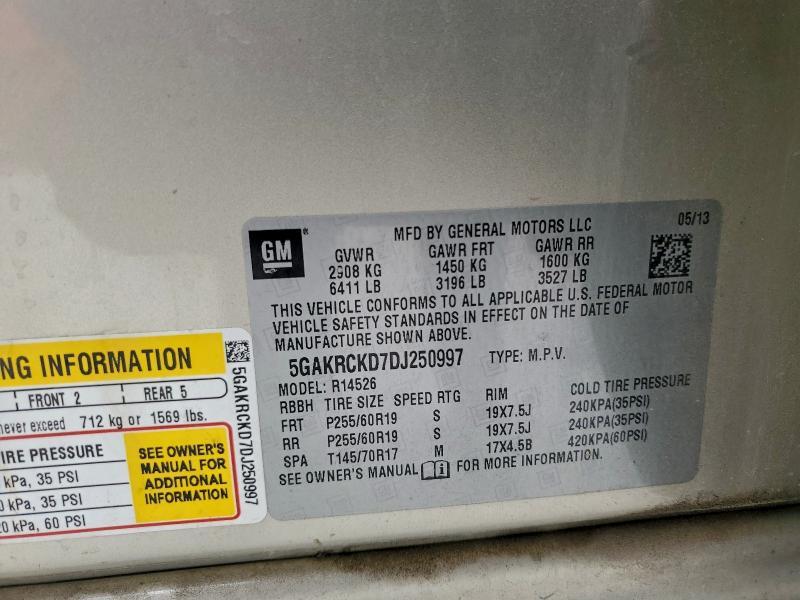 GM
MFD BY GENERAL MOTORS LLC 05/13
GVWR GAWR FRT GAWR RR
2908 KG 1450 KG 1600 KG
6411 LB 3196 LB 3527 LB
THIS VEHICLE CONFORMS TO ALL APPLICABLE U.S. FEDERAL MOTOR
VEHICLE SAFETY STANDARDS IN EFFECT ON THE DATE OF
MANUFACTURE SHOWN ABOVE.
5GAKRCKD7DJ250997 TYPE: M.P.V.
MODEL: R14526
RBBH TIRE SIZE SPEED RTG RIM COLD TIRE PRESSURE
FRT P255/60R19 S 19X7.5J 240KPA(35PSI)
RR P255/60R19 S 19X7.5J 240KPA(35PSI)
SPA T145/70R17 M 17X4.5B 420KPA(60PSI)
SEE OWNER'S MANUAL FOR MORE INFORMATION.
NG INFORMATION
FRONT 2 REAR 5
never exceed 712 kg or 1569 lbs.
IRE PRESSURE
kPa, 35 PSI
0 kPa, 35 PSI
20 kPa, 60 PSI
SEE OWNER'S
MANUAL FOR
ADDITIONAL
INFORMATION
5GAKRCKD7DJ250997